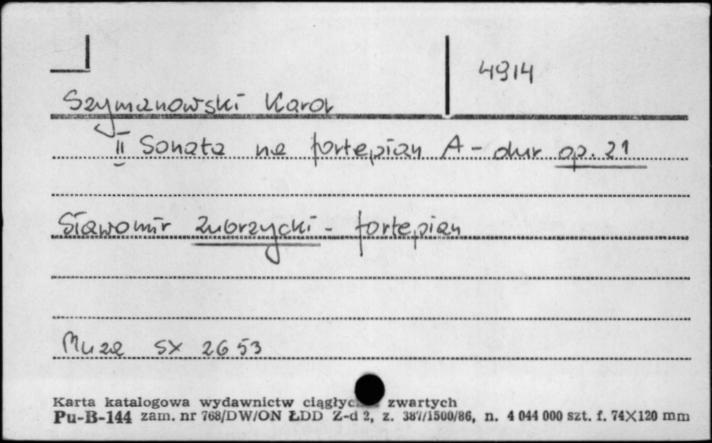 4914
Szymanowski Karol
II Sonata na fortepian A-dur op. 21
Sławomir Zubrzycki - fortepian
Muza SX 2653
Karta katalogowa wydawnictw ciągłyc zwartych
Pu-B-144 zam. nr 768/DW/ON ŁDD Z-d 2, z. 387/1500/86, n. 4 044 000 szt. f. 74X120 mm